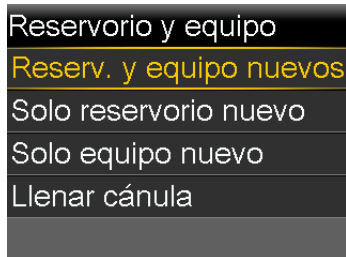 Reservorio y equipo
Reserv. y equipo nuevos
Solo reservorio nuevo
Solo equipo nuevo
Llenar cánula